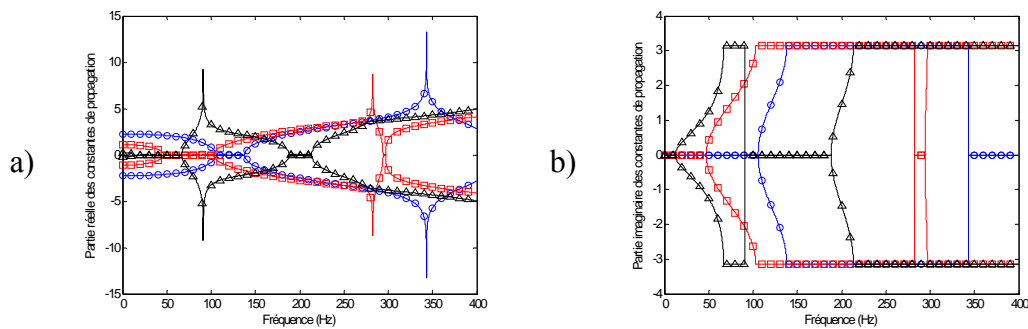 a)
Partie réelle des constantes de propagation
15
10
5
0
-5
-10
-15
0 50 100 150 200 250 300 350 400
Fréquence (Hz)
b)
Partie imaginaire des constantes de propagation
4
3
2
1
0
-1
-2
-3
-4
0 50 100 150 200 250 300 350 400
Fréquence (Hz)